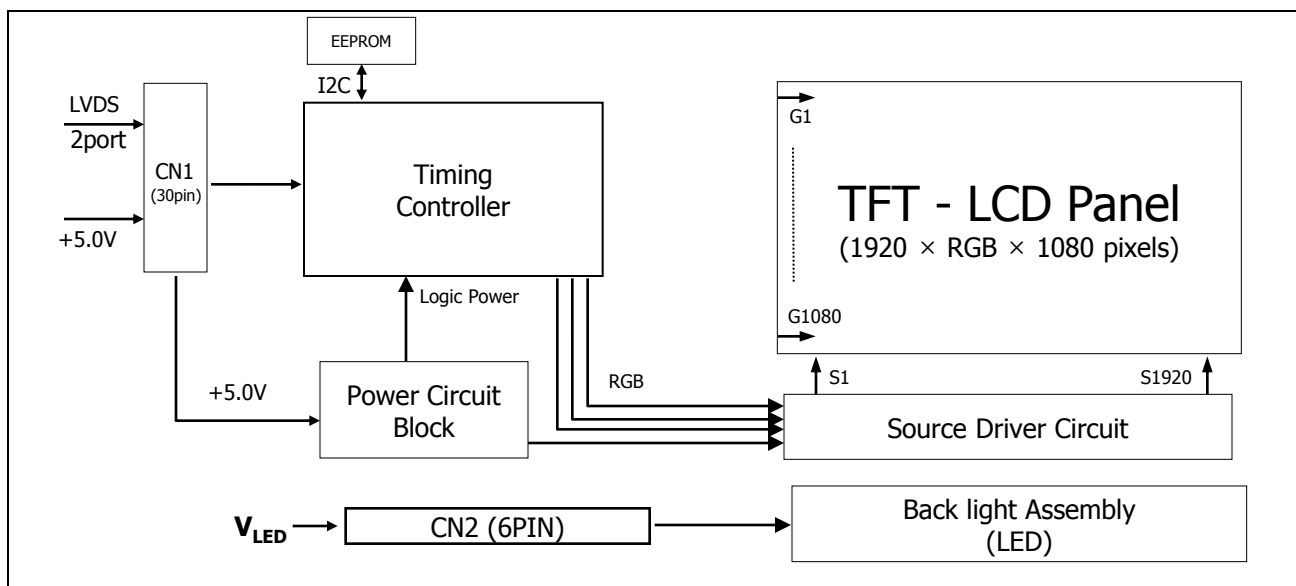 EEPROM
I2C
LVDS
2port
CN1
(30pin)
+5.0V
Timing
Controller
Logic Power
+5.0V
Power Circuit
Block
RGB
G1
TFT - LCD Panel
(1920 × RGB × 1080 pixels)
G1080
S1
S1920
Source Driver Circuit
VLED
CN2 (6PIN)
Back light Assembly
(LED)